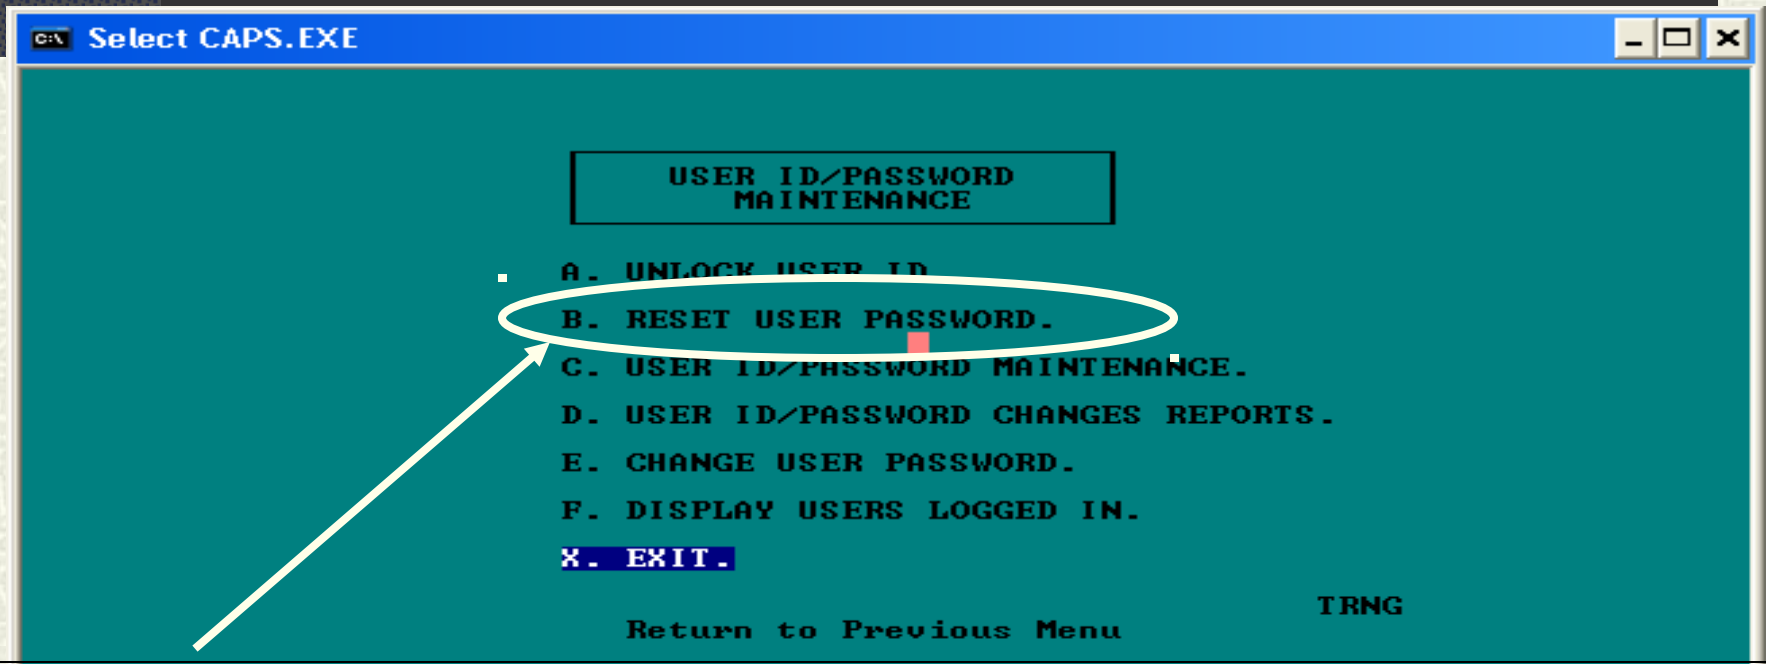 C:\ Select CAPS.EXE
USER ID/PASSWORD
MAINTENANCE
A. UNLOCK USER ID
B. RESET USER PASSWORD.
C. USER ID/PASSWORD MAINTENANCE.
D. USER ID/PASSWORD CHANGES REPORTS.
E. CHANGE USER PASSWORD.
F. DISPLAY USERS LOGGED IN.
X. EXIT.
TRNG
Return to Previous Menu